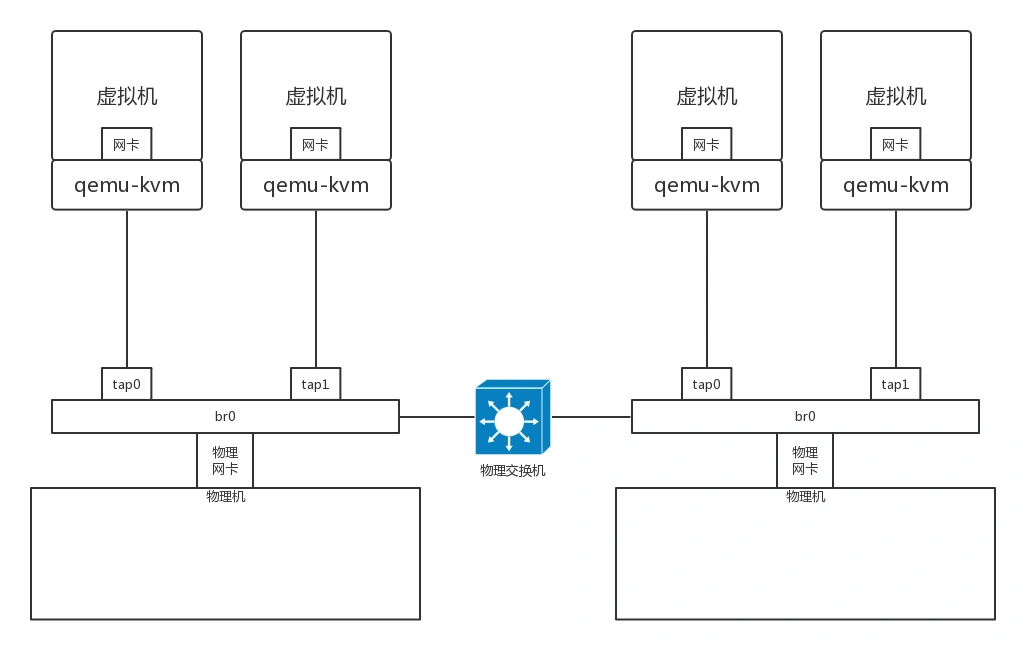 虚拟机
虚拟机
虚拟机
虚拟机
网卡
网卡
网卡
网卡
qemu-kvm
qemu-kvm
qemu-kvm
qemu-kvm
tap0
tap1
tap0
tap1
br0
br0
物理
网卡
物理交换机
物理
网卡
物理机
物理机